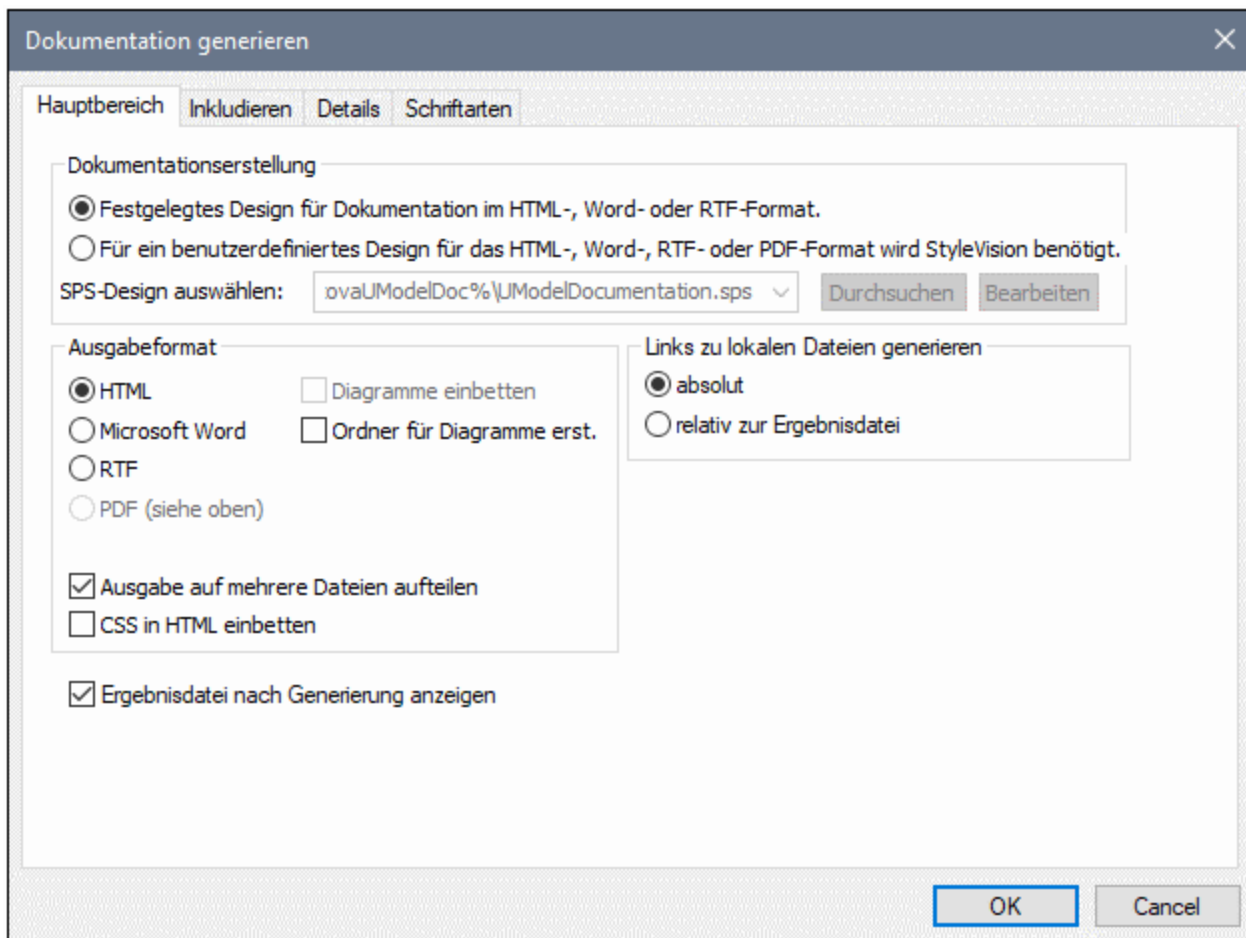 Dokumentation generieren
Hauptbereich Inkludieren Details Schriftarten
Dokumentationserstellung
Festgelegtes Design für Dokumentation im HTML-, Word- oder RTF-Format.
Für ein benutzerdefiniertes Design für das HTML-, Word-, RTF- oder PDF-Format wird StyleVision benötigt.
SPS-Design auswählen: ovaUModelDoc%\UModelDocumentation.sps Durchsuchen Bearbeiten
Ausgabeformat
HTML Diagramme einbetten
Microsoft Word Ordner für Diagramme erst.
RTF
PDF (siehe oben)
Ausgabe auf mehrere Dateien aufteilen
CSS in HTML einbetten
Links zu lokalen Dateien generieren
absolut
relativ zur Ergebnisdatei
Ergebnisdatei nach Generierung anzeigen
OK Cancel